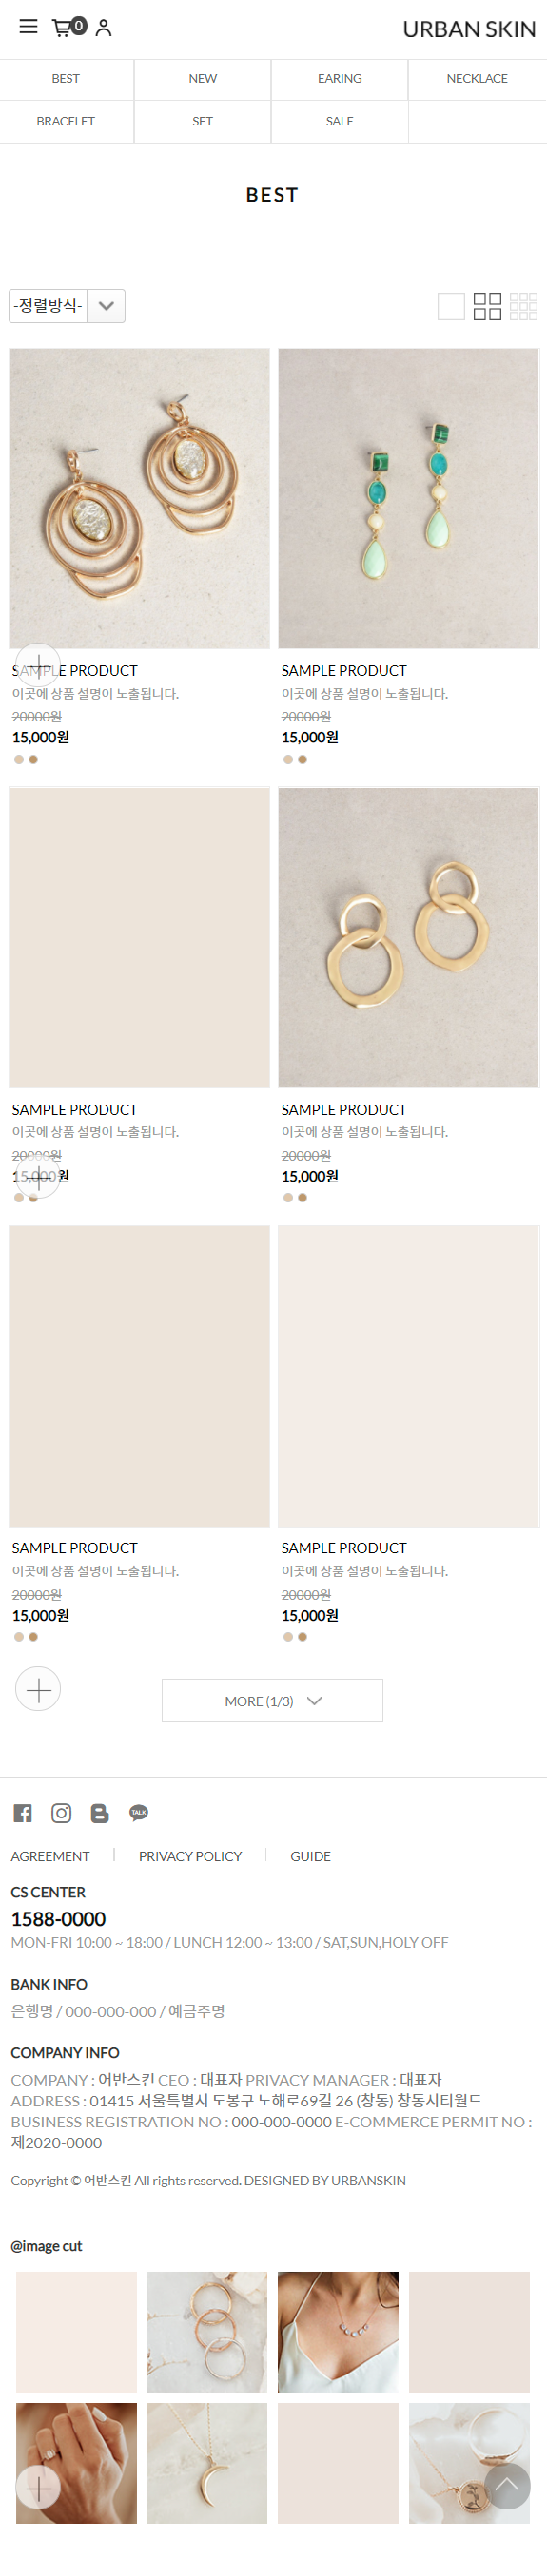 0
URBAN SKIN
BEST
NEW
EARING
NECKLACE
BRACELET
SET
SALE
BEST
-정렬방식-
SAMPLE PRODUCT
이곳에 상품 설명이 노출됩니다.
20000원
15,000원
SAMPLE PRODUCT
이곳에 상품 설명이 노출됩니다.
20000원
15,000원
SAMPLE PRODUCT
이곳에 상품 설명이 노출됩니다.
20000원
15,000원
SAMPLE PRODUCT
이곳에 상품 설명이 노출됩니다.
20000원
15,000원
SAMPLE PRODUCT
이곳에 상품 설명이 노출됩니다.
20000원
15,000원
SAMPLE PRODUCT
이곳에 상품 설명이 노출됩니다.
20000원
15,000원
MORE (1/3)
TALK
AGREEMENT
PRIVACY POLICY
GUIDE
CS CENTER
1588-0000
MON-FRI 10:00 ~ 18:00 / LUNCH 12:00 ~ 13:00 / SAT,SUN,HOLY OFF
BANK INFO
은행명 / 000-000-000 / 예금주명
COMPANY INFO
COMPANY : 어반스킨 CEO : 대표자 PRIVACY MANAGER : 대표자
ADDRESS : 01415 서울특별시 도봉구 노해로69길 26 (창동) 창동시티월드
BUSINESS REGISTRATION NO : 000-000-0000 E-COMMERCE PERMIT NO :
제2020-0000
Copyright © 어반스킨 All rights reserved. DESIGNED BY URBANSKIN
@image cut